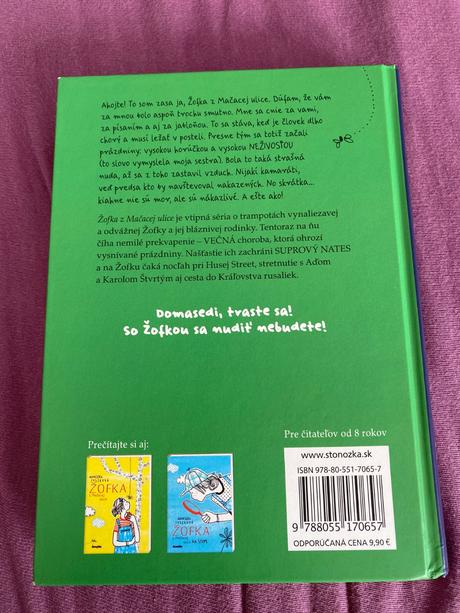 Ahojte! To som zasa ja, Žofka z Mačacej ulice. Dúfam, že vám
za mnou bolo aspoň trochu smutno. Mne sa cnie za vami,
za písaním a aj za jabloňou. To sa stáva, keď je človek dlho
chorý a musí ležať v posteli. Presne tým sa totiž začali
prázdniny: vysokou horúčkou a vysokou NEŽIVOSŤOU
(to slovo vymyslela moja sestra). Bola to taká strašná
nuda, až sa z toho zastavil vzduch. Nijakí kamaráti,
veď predsa kto by navštevoval nakazených. No skrátka...
kiahne nie sú mor, ale sú nákazlivé. A ešte ako!
Žofka z Mačacej ulice je vtipná séria o trampotách vynaliezavej
a odvážnej Žofky a jej bláznivej rodinky. Tentoraz na ňu
číha nemilé prekvapenie – VEČNÁ choroba, ktorá ohrozí
vysnívané prázdniny. Našťastie ich zachráni SUPROVÝ NATES
a na Žofku čaká nocľah pri Husej Street, stretnutie s Aďom
a Karolom Štvrtým aj cesta do Kráľovstva rusaliek.
Domasedi, traste sa!
So Žofkou sa nudiť nebudete!
Prečítajte si aj:
Pre čitateľov od 8 rokov
ŽOFKA
ŽOFKA
www.stonozka.sk
ISBN 978-80-551-7065-7
9 788055 170657
ODPORÚČANÁ CENA 9,90 €